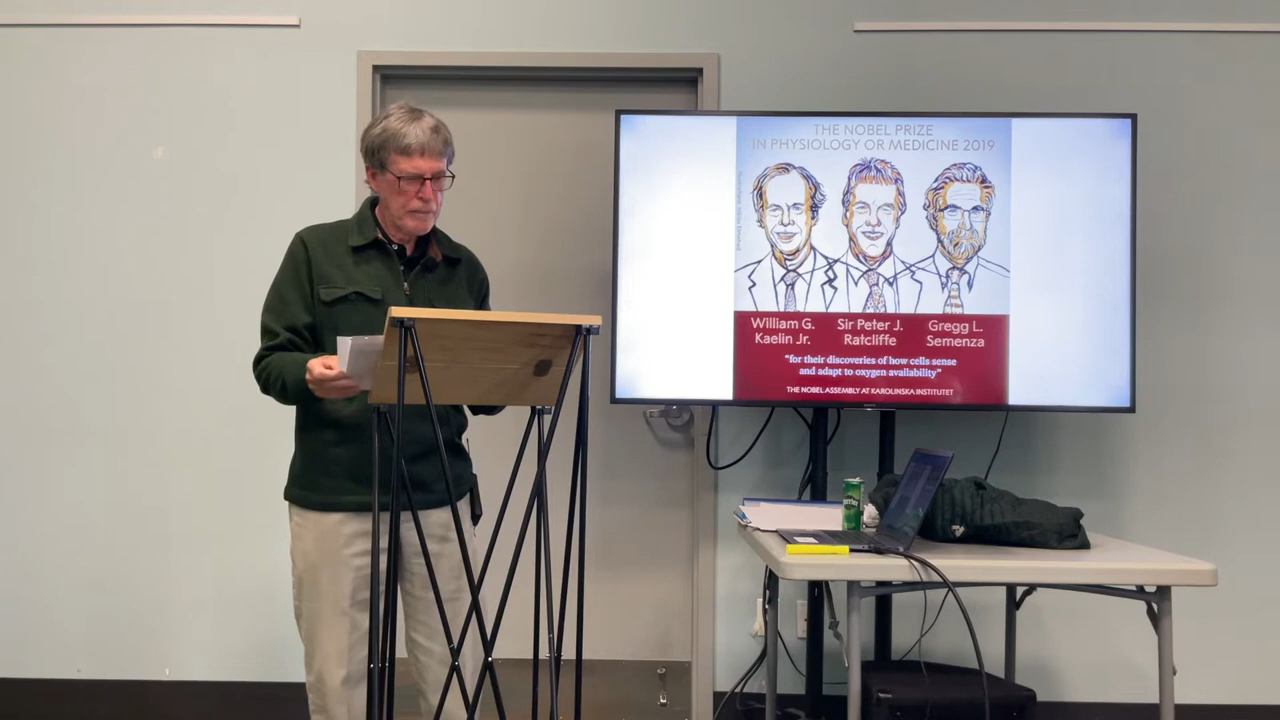 THE NOBEL PRIZE
IN PHYSIOLOGY OR MEDICINE 2019
William G.
Kaelin Jr.
Sir Peter J.
Ratcliffe
Gregg L.
Semenza
"for their discoveries of how cells sense
and adapt to oxygen availability"
THE NOBEL ASSEMBLY AT KAROLINSKA INSTITUTET
perrier